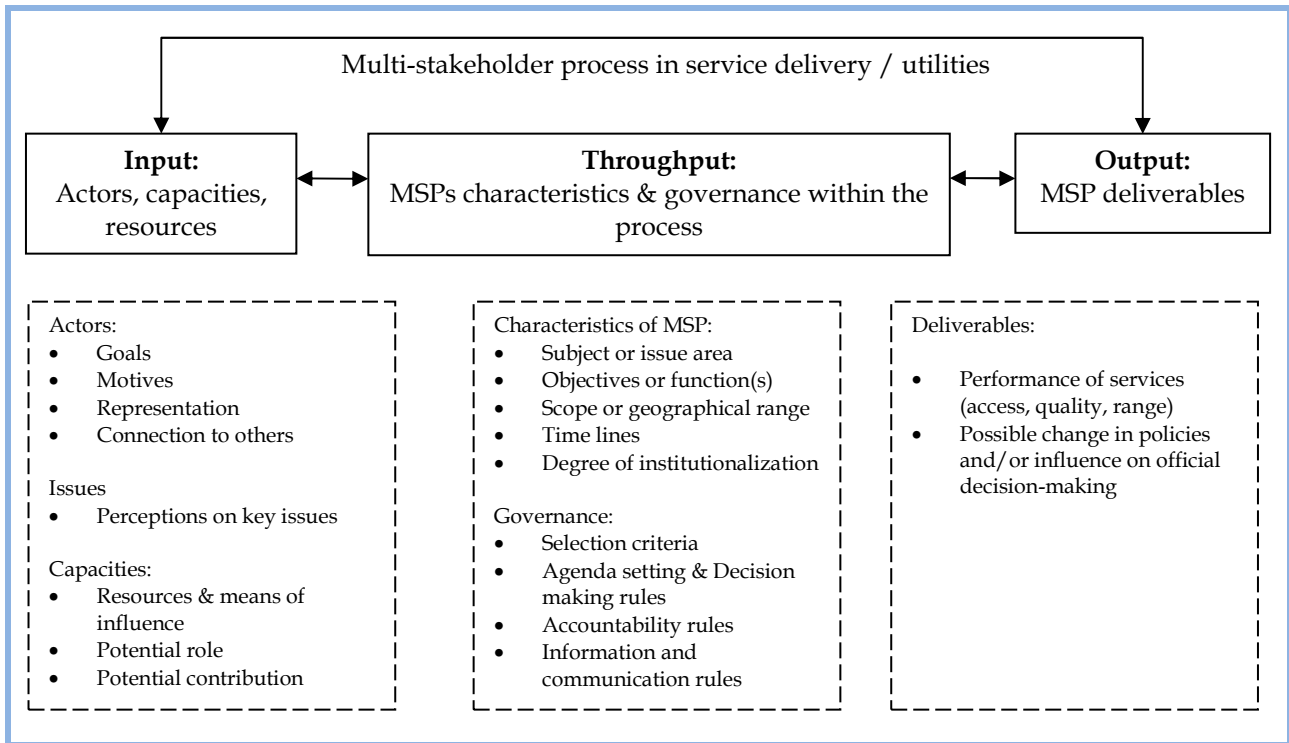 Multi-stakeholder process in service delivery / utilities
Input:
Actors, capacities,
resources
Throughput:
MSPs characteristics & governance within the
process
Output:
MSP deliverables
Actors:
• Goals
• Motives
• Representation
• Connection to others
Issues
• Perceptions on key issues
Capacities:
• Resources & means of
influence
• Potential role
• Potential contribution
Characteristics of MSP:
• Subject or issue area
• Objectives or function(s)
• Scope or geographical range
• Time lines
• Degree of institutionalization
Governance:
• Selection criteria
• Agenda setting & Decision
making rules
• Accountability rules
• Information and
communication rules
Deliverables:
• Performance of services
(access, quality, range)
• Possible change in policies
and/or influence on official
decision-making